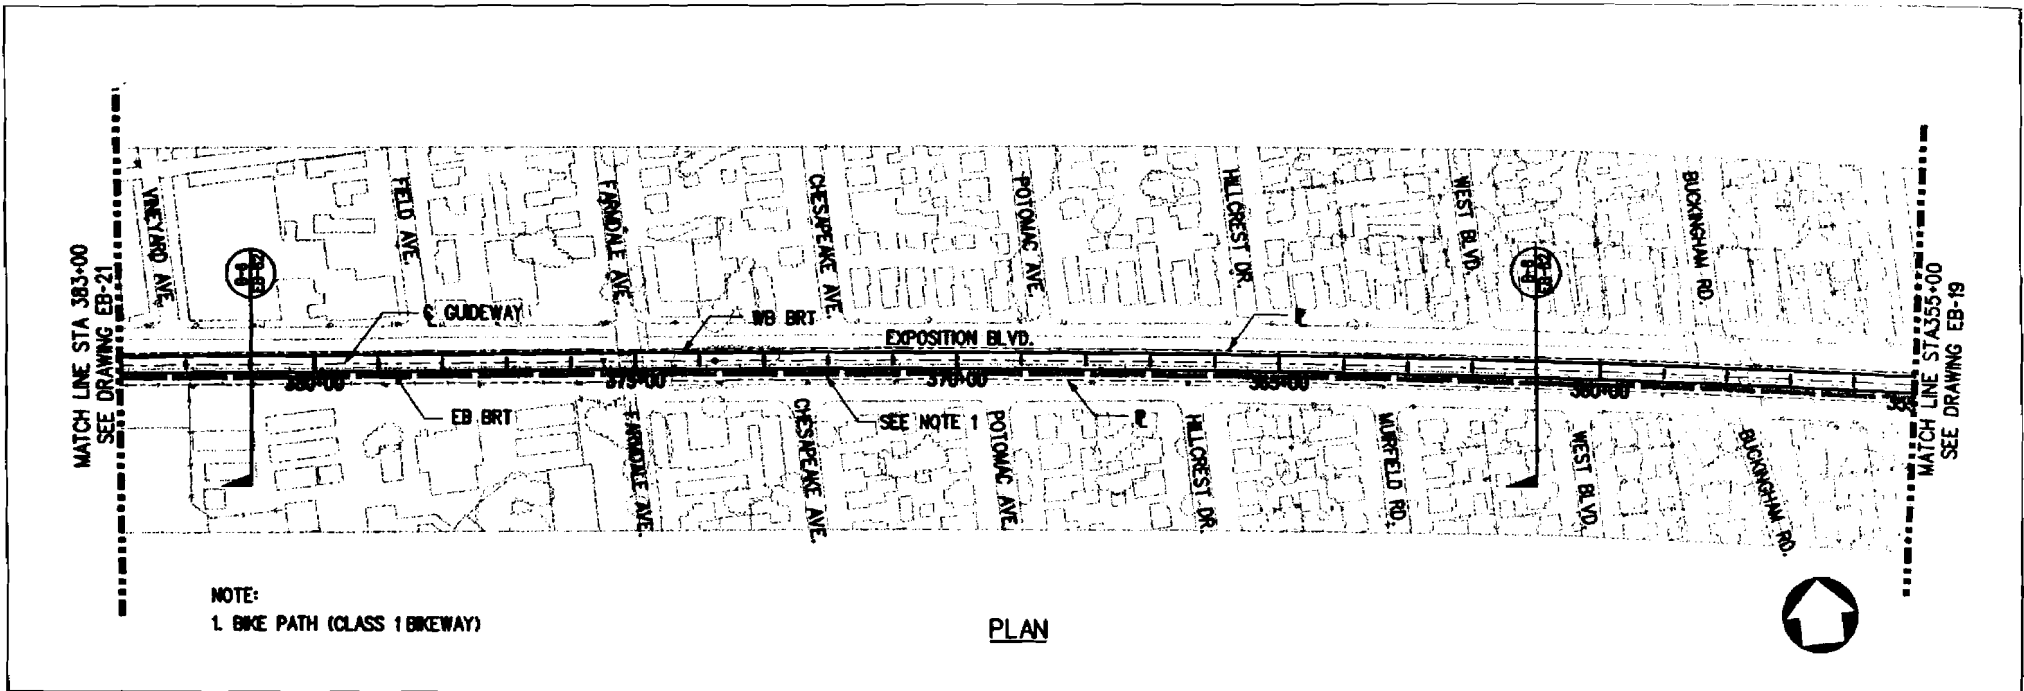 MATCH LINE STA 383+00
SEE DRAWING EB-21
VINEYARD AVE.
FIELD AVE.
FARMDALE AVE.
CHESAPEAKE AVE.
POTOMAC AVE.
HILLCREST DR.
WEST BLVD.
BUCKINGHAM RD.
℄ GUIDEWAY
WB BRT
EXPOSITION BLVD.
380+00
375+00
370+00
365+00
360+00
EB BRT
SEE NOTE 1
FARMDALE AVE.
CHESAPEAKE AVE.
POTOMAC AVE.
HILLCREST DR.
MUIRFIELD RD.
WEST BLVD.
BUCKINGHAM RD.
MATCH LINE STA355+00
SEE DRAWING EB-19
NOTE:
1. BIKE PATH (CLASS 1 BIKEWAY)
PLAN